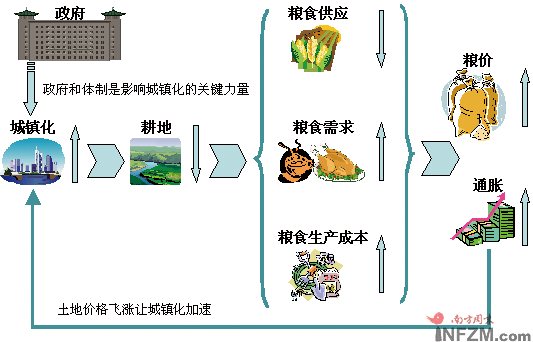 政府
粮食供应
粮价
政府和体制是影响城镇化的关键力量
城镇化
耕地
粮食需求
通胀
粮食生产成本
土地价格飞涨让城镇化加速
南方周末
INFZM.com